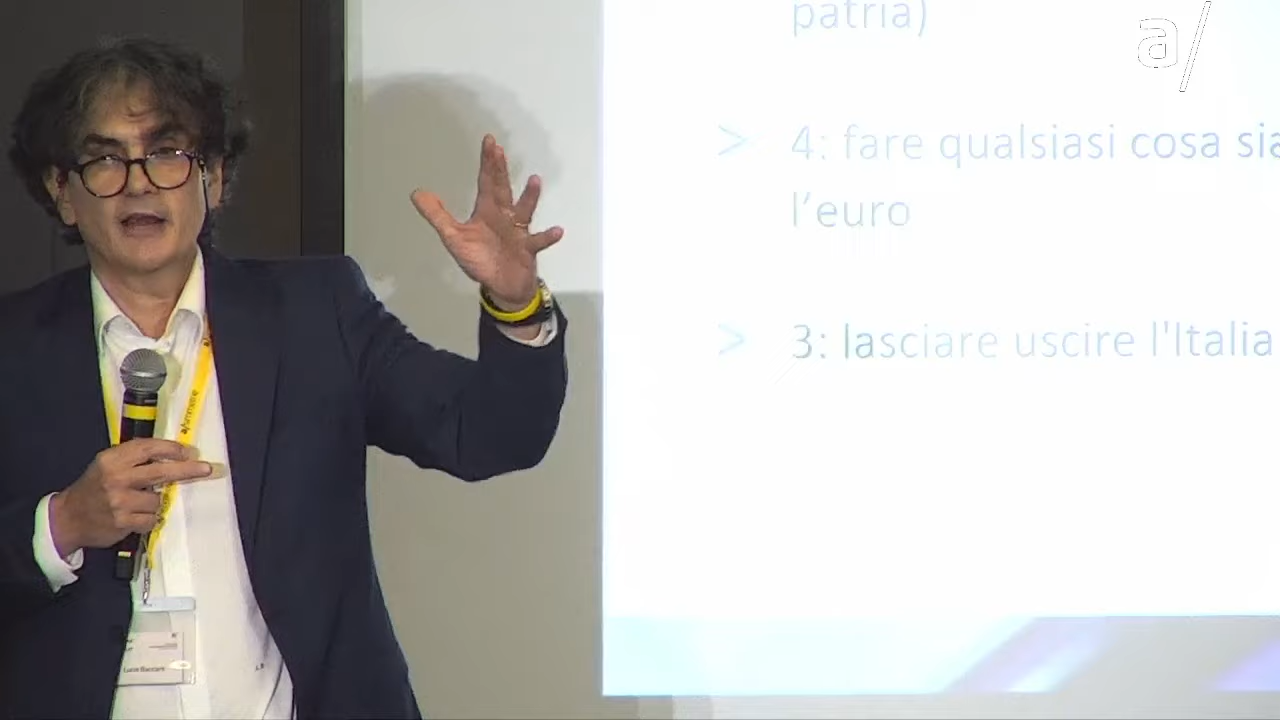 patria)
a/
4: fare qualsiasi cosa sia
l'euro
3: lasciare uscire l'Italia